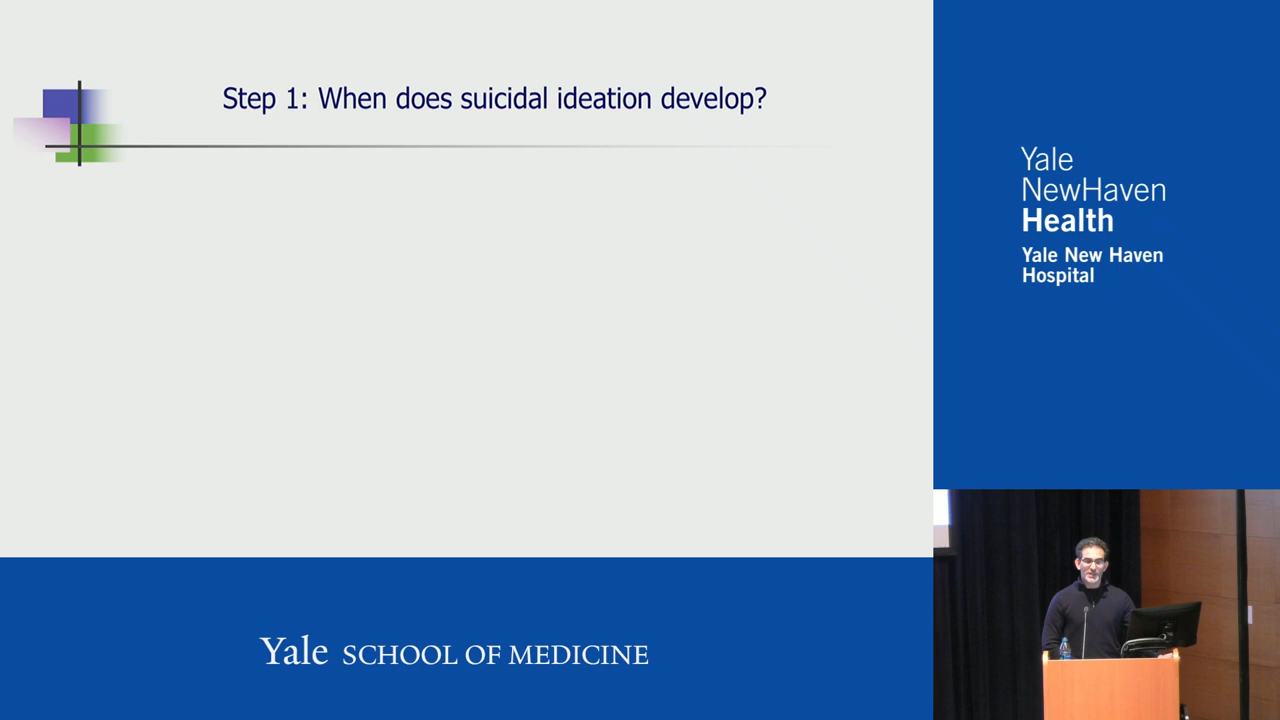 Step 1: When does suicidal ideation develop?
Yale
NewHaven
Health
Yale New Haven
Hospital
Yale SCHOOL OF MEDICINE